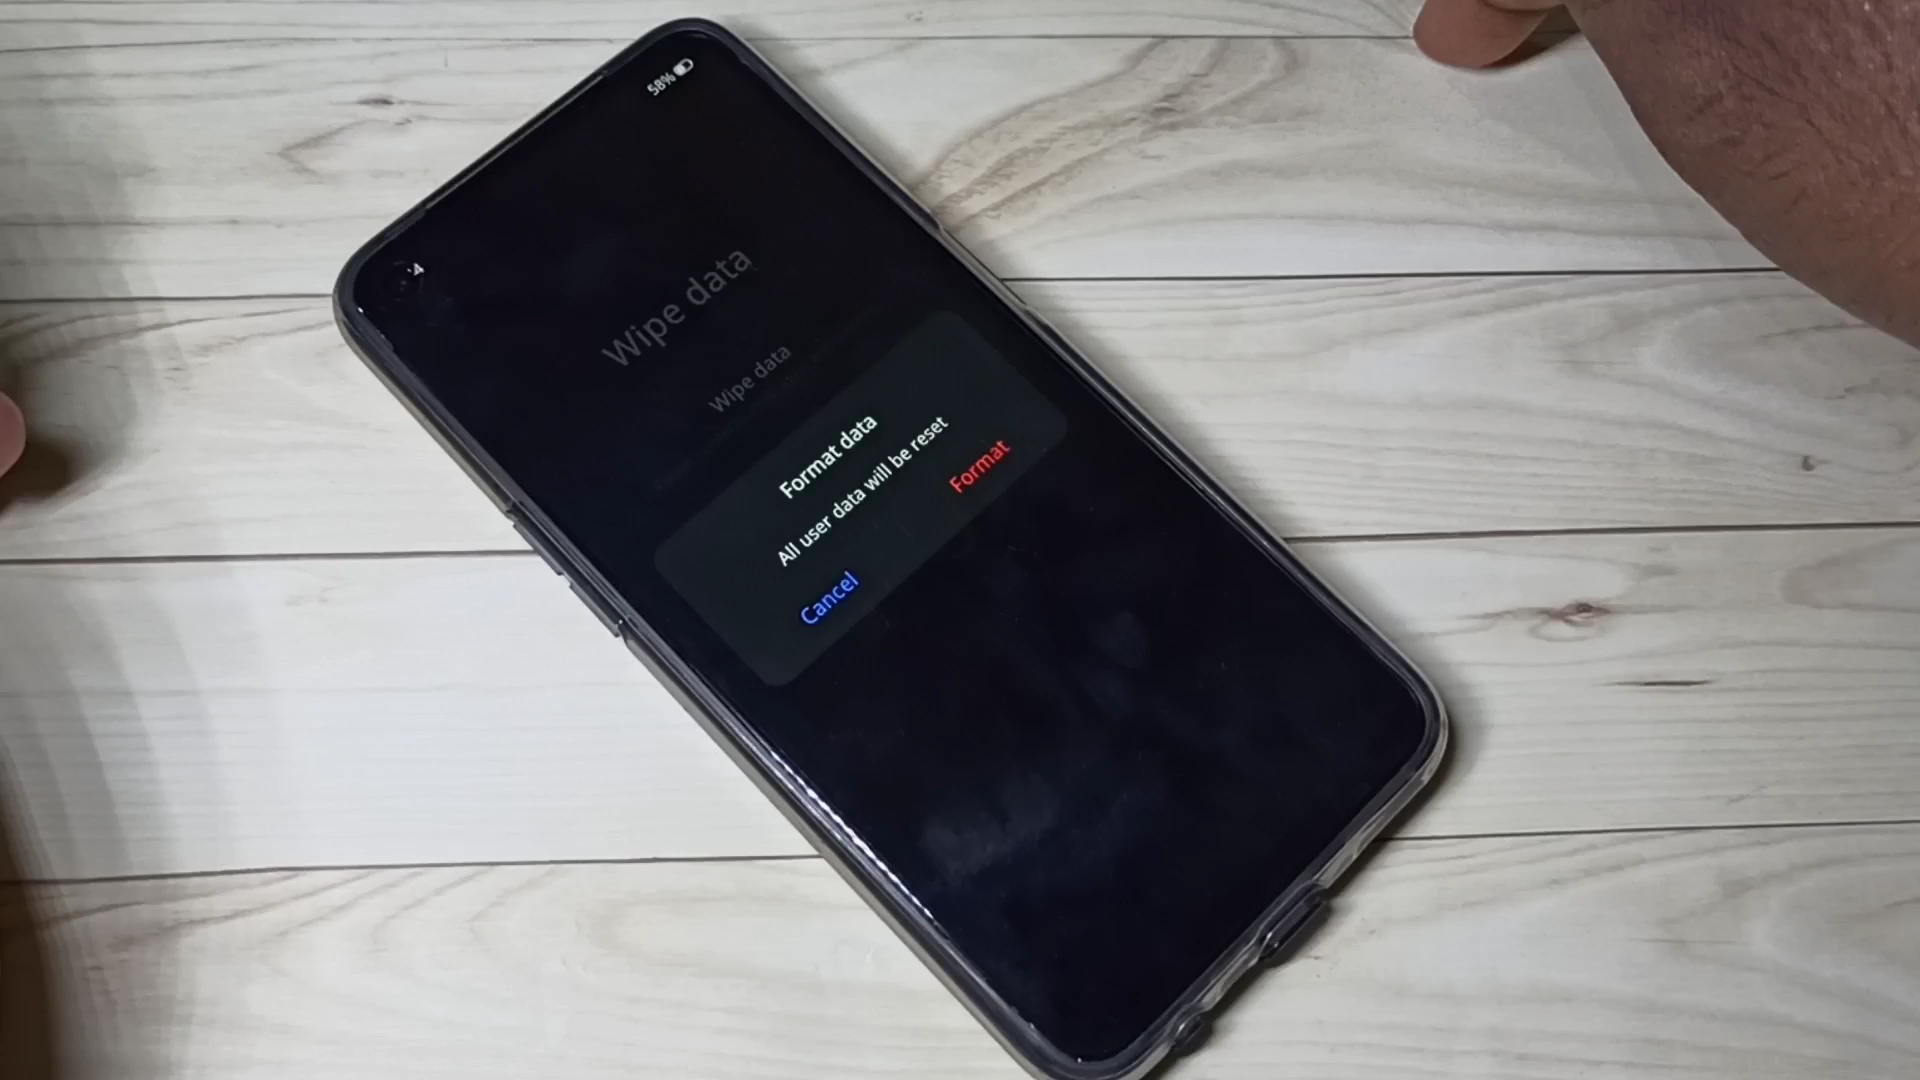 58%
Wipe data
Wipe data
Format data
All user data will be reset
Cancel
Format